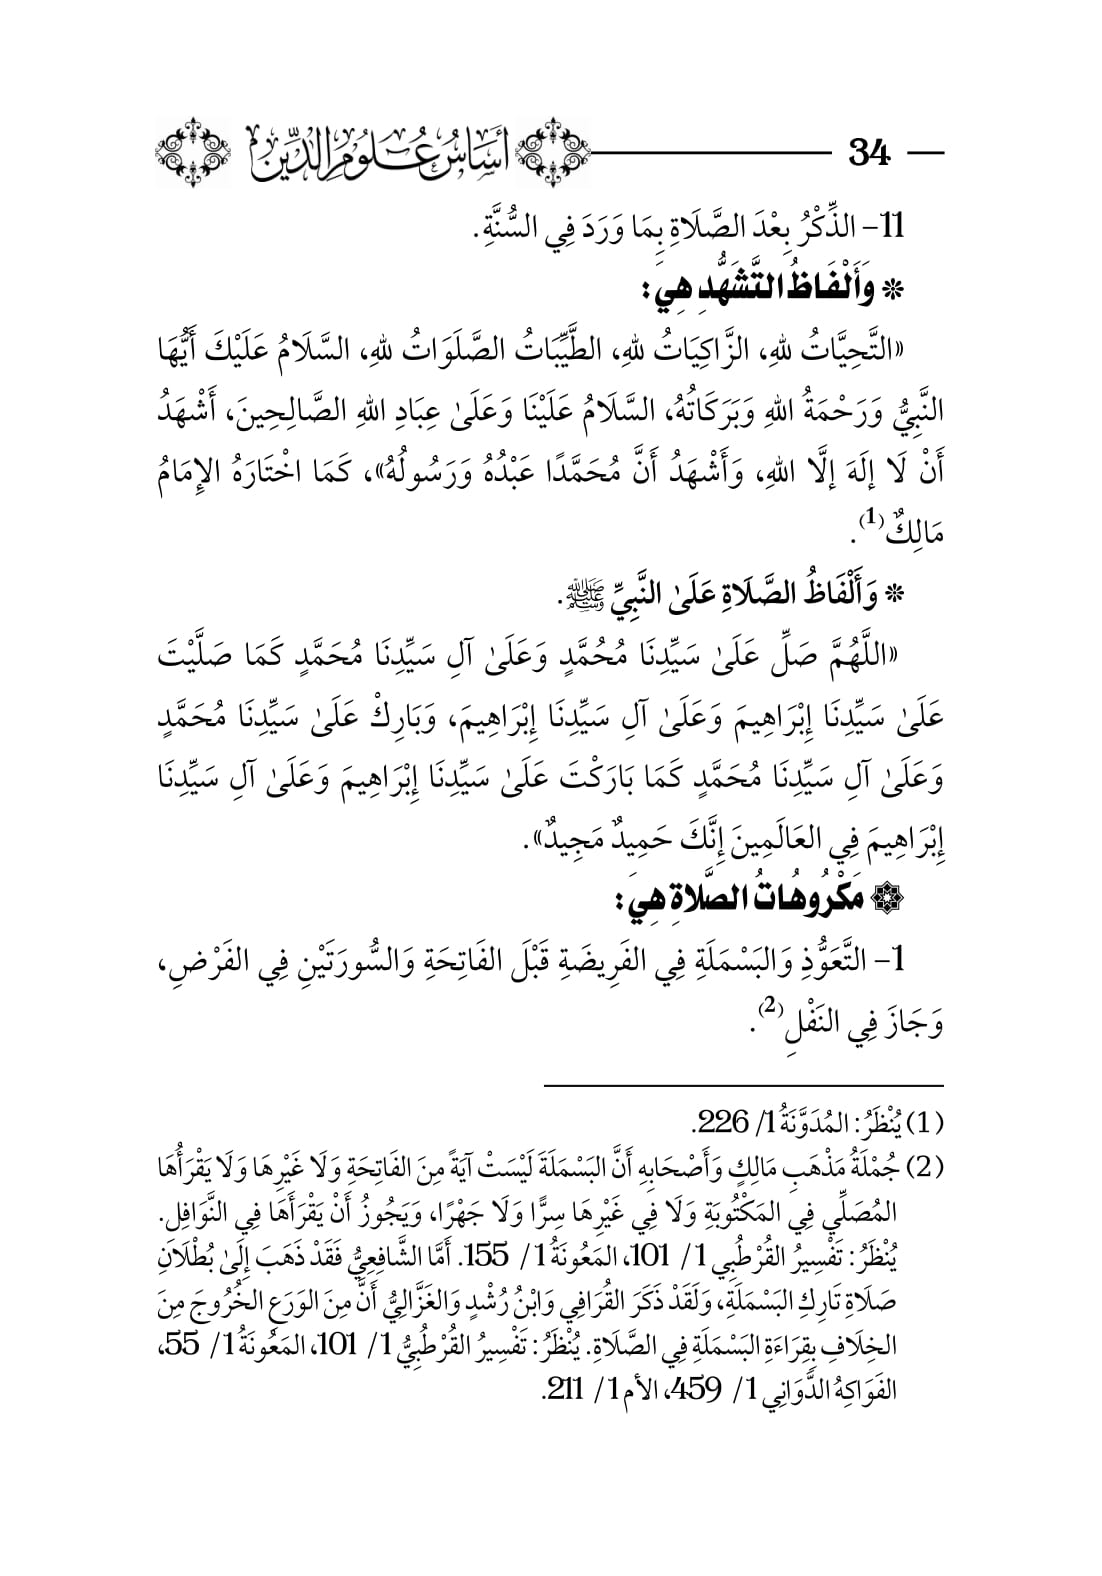 34 أَسَاسُ عُلُومِ الدِّينِ
11- الذِّكْرُ بِعْدَ الصَّلَاةِ بِمَا وَرَدَ فِي السُّنَّةِ.
❊ وَأَلْفَاظُ التَّشَهُّدِ هِيَ:
«التَّحِيَّاتُ للهِ، الزَّاكِيَاتُ للهِ، الطَّيِّبَاتُ الصَّلَوَاتُ للهِ، السَّلَامُ عَلَيْكَ أَيُّهَا
النَّبِيُّ وَرَحْمَةُ اللهِ وَبَرَكَاتُهُ، السَّلَامُ عَلَيْنَا وَعَلَىٰ عِبَادِ اللهِ الصَّالِحِينَ، أَشْهَدُ
أَنْ لَا إلَهَ إلَّا اللهِ، وَأَشْهَدُ أَنَّ مُحَمَّدًا عَبْدُهُ وَرَسُولُهُ»، كَمَا اخْتَارَهُ الإِمَامُ
مَالِكٌ(1).
❊ وَأَلْفَاظُ الصَّلَاةِ عَلَىٰ النَّبِيِّ ﷺ.
«اللَّهُمَّ صَلِّ عَلَىٰ سَيِّدِنَا مُحُمَّدٍ وَعَلَىٰ آلِ سَيِّدِنَا مُحَمَّدٍ كَمَا صَلَّيْتَ
عَلَىٰ سَيِّدِنَا إِبْرَاهِيمَ وَعَلَىٰ آلِ سَيِّدِنَا إِبْرَاهِيمَ، وَبَارِكْ عَلَىٰ سَيِّدِنَا مُحَمَّدٍ
وَعَلَىٰ آلِ سَيِّدِنَا مُحَمَّدٍ كَمَا بَارَكْتَ عَلَىٰ سَيِّدِنَا إِبْرَاهِيمَ وَعَلَىٰ آلِ سَيِّدِنَا
إِبْرَاهِيمَ فِي العَالَمِينَ إِنَّكَ حَمِيدٌ مَجِيدٌ».
مَكْرُوهَاتُ الصَّلَاةِ هِيَ:
1- التَّعَوُّذِ وَالبَسْمَلَةِ فِي الفَرِيضَةِ قَبْلَ الفَاتِحَةِ وَالسُّورَتَيْنِ فِي الفَرْضِ،
وَجَازَ فِي النَفْلِ(2).
(1) يُنْظَرُ: المُدَوَّنَةُ 1/ 226.
(2) جُمْلَةُ مَذْهَبِ مَالِكٍ وَأَصْحَابِهِ أَنَّ البَسْمَلَةَ لَيْسَتْ آيَةً مِنَ الفَاتِحَةِ وَلَا غَيْرِهَا وَلَا يَقْرَأُهَا
المُصَلِّي فِي المَكْتُوبَةِ وَلَا فِي غَيْرِهَا سِرًّا وَلَا جَهْرًا، وَيَجُوزُ أَنْ يَقْرَأَهَا فِي النَّوَافِلِ.
يُنْظَرُ: تَفْسِيرُ القُرْطُبِي 1/ 101، المَعُونَةُ 1/ 155. أَمَّا الشَّافِعِيُّ فَقَدْ ذَهَبَ إِلَىٰ بُطْلَانِ
صَلَاةِ تَارِكِ البَسْمَلَةِ، وَلَقَدْ ذَكَرَ القُرَافِي وَابْنُ رُشْدٍ وَالغَزَّالِيُّ أَنَّ مِنَ الوَرَعِ الخُرُوجَ مِنَ
الخِلَافِ بِقِرَاءَةِ البَسْمَلَةِ فِي الصَّلَاةِ. يُنْظَرُ: تَفْسِيرُ القُرْطُبِيُّ 1/ 101، المَعُونَةُ 1/ 55،
الفَوَاكِهُ الدَّوَانِي 1/ 459، الأم 1/ 211.